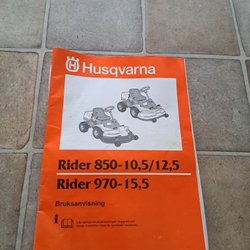 Husqvarna
Rider 850-10,5/12,5
Rider 970-15,5
Bruksanvisning